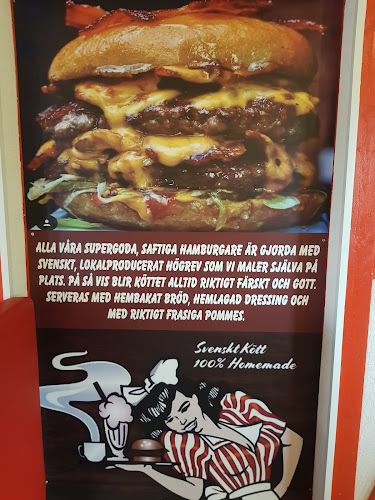 ALLA VÅRA SUPERGODA, SAFTIGA HAMBURGARE ÄR GJORDA MED
SVENSKT, LOKALPRODUCERAT HÖGREV SOM VI MALER SJÄLVA PÅ
PLATS. PÅ SÅ VIS BLIR KÖTTET ALLTID RIKTIGT FÄRSKT OCH GOTT.
SERVERAS MED HEMBAKAT BRÖD, HEMLAGAD DRESSING OCH
MED RIKTIGT FRASIGA POMMES.
Svenskt Kött
100% Homemade